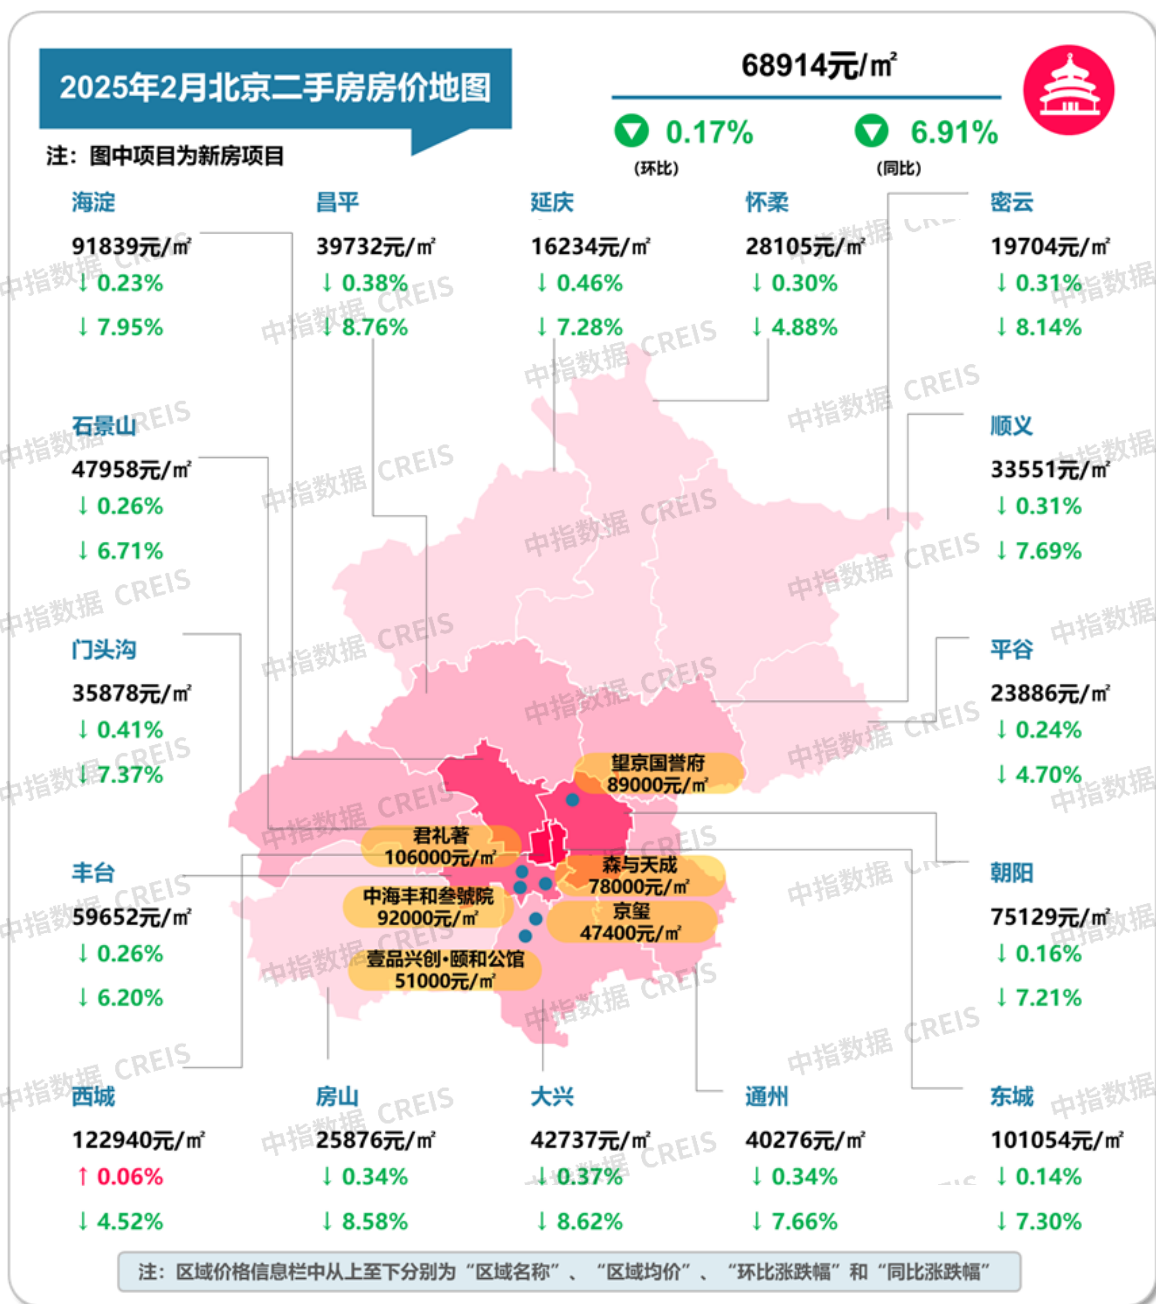 2025年2月北京二手房房价地图
注：图中项目为新房项目
68914元/㎡
0.17%
6.91%
（环比）
（同比）
海淀
91839元/㎡
↓ 0.23%
↓ 7.95%
昌平
39732元/㎡
↓ 0.38%
↓ 8.76%
延庆
16234元/㎡
↓ 0.46%
↓ 7.28%
怀柔
28105元/㎡
↓ 0.30%
↓ 4.88%
密云
19704元/㎡
↓ 0.31%
↓ 8.14%
石景山
47958元/㎡
↓ 0.26%
↓ 6.71%
顺义
33551元/㎡
↓ 0.31%
↓ 7.69%
门头沟
35878元/㎡
↓ 0.41%
↓ 7.37%
平谷
23886元/㎡
↓ 0.24%
↓ 4.70%
望京国誉府
89000元/㎡
君礼著
106000元/㎡
森与天成
78000元/㎡
中海丰和叁號院
92000元/㎡
京玺
47400元/㎡
壹品兴创·颐和公馆
51000元/㎡
丰台
59652元/㎡
↓ 0.26%
↓ 6.20%
朝阳
75129元/㎡
↓ 0.16%
↓ 7.21%
西城
122940元/㎡
↑ 0.06%
↓ 4.52%
房山
25876元/㎡
↓ 0.34%
↓ 8.58%
大兴
42737元/㎡
↓ 0.37%
↓ 8.62%
通州
40276元/㎡
↓ 0.34%
↓ 7.66%
东城
101054元/㎡
↓ 0.14%
↓ 7.30%
注：区域价格信息栏中从上至下分别为“区域名称”、“区域均价”、“环比涨跌幅”和“同比涨跌幅”
中指数据 CREIS